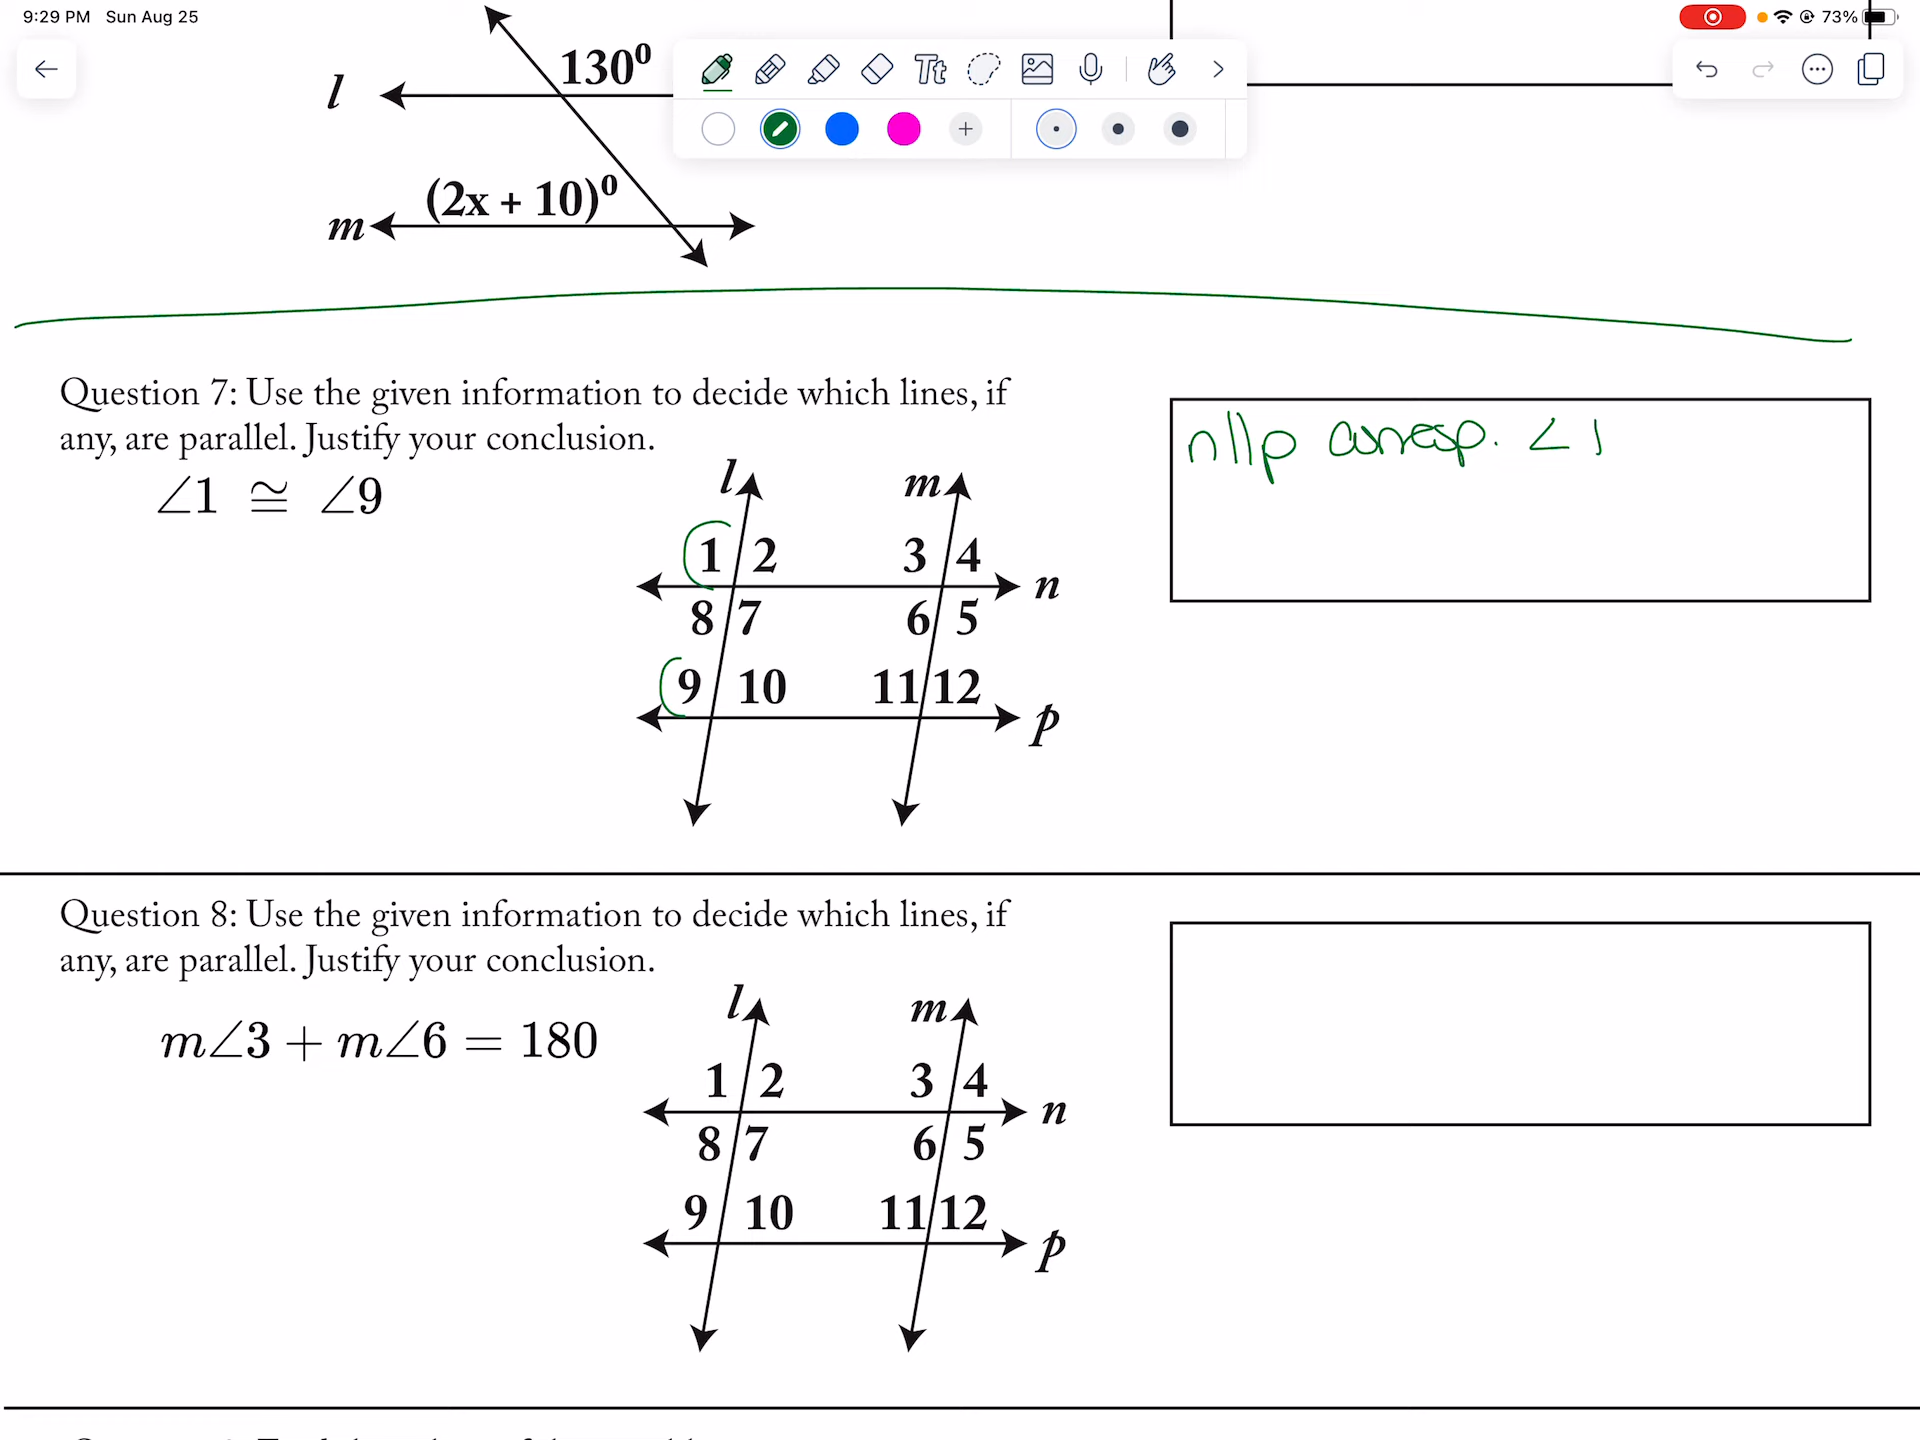 9:29 PM Sun Aug 25
73%
Tt
l
130⁰
(2x + 10)⁰
m
Question 7: Use the given information to decide which lines, if
any, are parallel. Justify your conclusion.
∠1 ≅ ∠9
l m
1 2 3 4
n
8 7 6 5
9 10 11 12
p
n||p corresp. ∠ 1
Question 8: Use the given information to decide which lines, if
any, are parallel. Justify your conclusion.
m∠3 + m∠6 = 180
l m
1 2 3 4
n
8 7 6 5
9 10 11 12
p